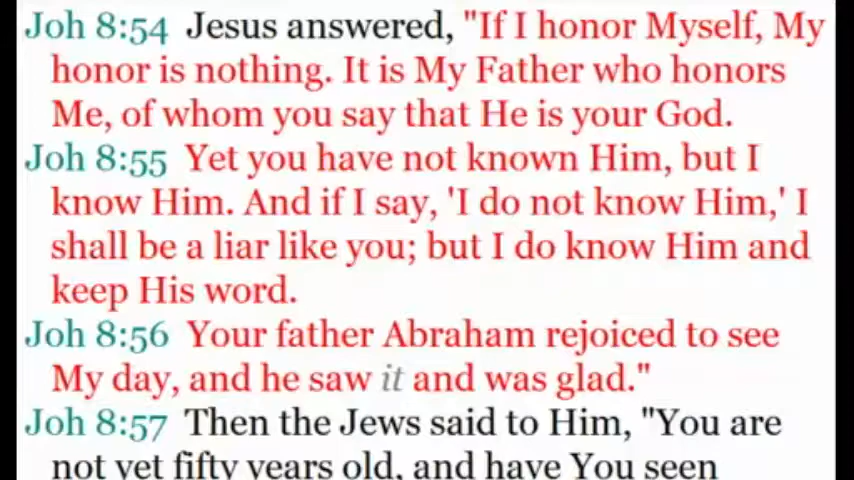 Joh 8:54 Jesus answered, "If I honor Myself, My
honor is nothing. It is My Father who honors
Me, of whom you say that He is your God.
Joh 8:55 Yet you have not known Him, but I
know Him. And if I say, 'I do not know Him,' I
shall be a liar like you; but I do know Him and
keep His word.
Joh 8:56 Your father Abraham rejoiced to see
My day, and he saw it and was glad."
Joh 8:57 Then the Jews said to Him, "You are
not yet fifty years old, and have You seen